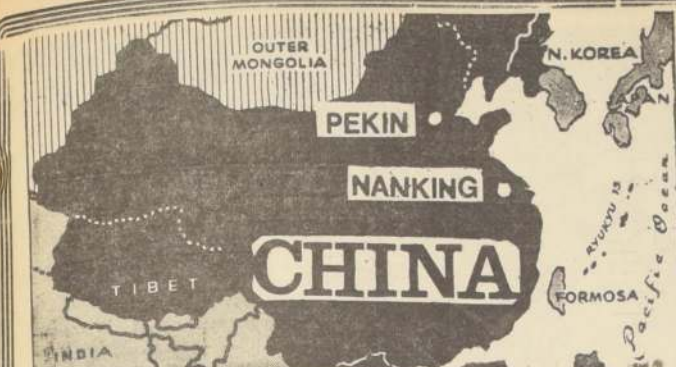 OUTER
MONGOLIA
N. KOREA
PEKIN
NANKING
RYUKYU IS
CHINA
TIBET
FORMOSA
Pacific Ocean
INDIA